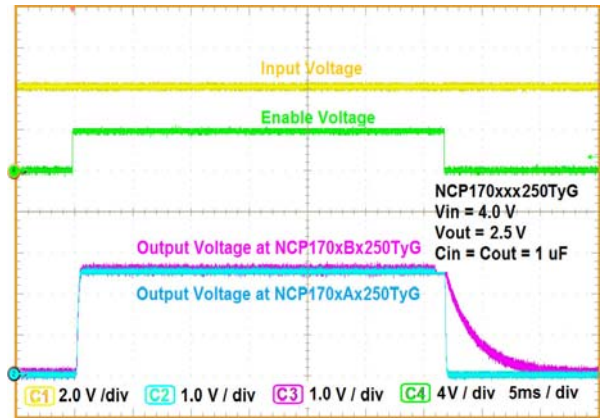 Input Voltage
Enable Voltage
NCP170xxx250TyG
Vin = 4.0 V
Vout = 2.5 V
Cin = Cout = 1 uF
Output Voltage at NCP170xBx250TyG
Output Voltage at NCP170xAx250TyG
C1 2.0 V / div C2 1.0 V / div C3 1.0 V / div C4 4V / div 5ms / div